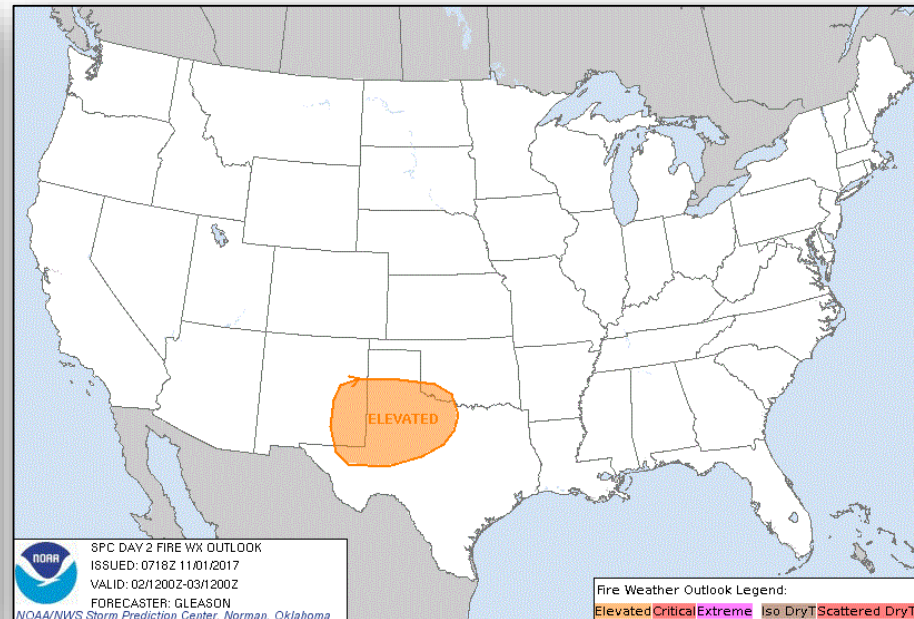 ELEVATED
NOAA
SPC DAY 2 FIRE WX OUTLOOK
ISSUED: 0718Z 11/01/2017
VALID: 02/1200Z-03/1200Z
FORECASTER: GLEASON
NOAA/NWS Storm Prediction Center, Norman, Oklahoma
Fire Weather Outlook Legend:
Elevated Critical Extreme Iso DryT Scattered DryT